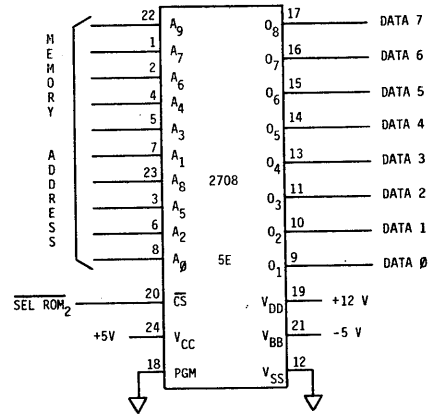 MEMORY ADDRESS
22 A9
1 A7
2 A6
4 A4
5 A3
7 A1
23 A8
3 A5
6 A2
8 AØ
SEL ROM2 20 CS
+5V 24 VCC
18 PGM
2708
5E
O8 17 DATA 7
O7 16 DATA 6
O6 15 DATA 5
O5 14 DATA 4
O4 13 DATA 3
O3 11 DATA 2
O2 10 DATA 1
O1 9 DATA Ø
VDD 19 +12 V
VBB 21 -5 V
VSS 12